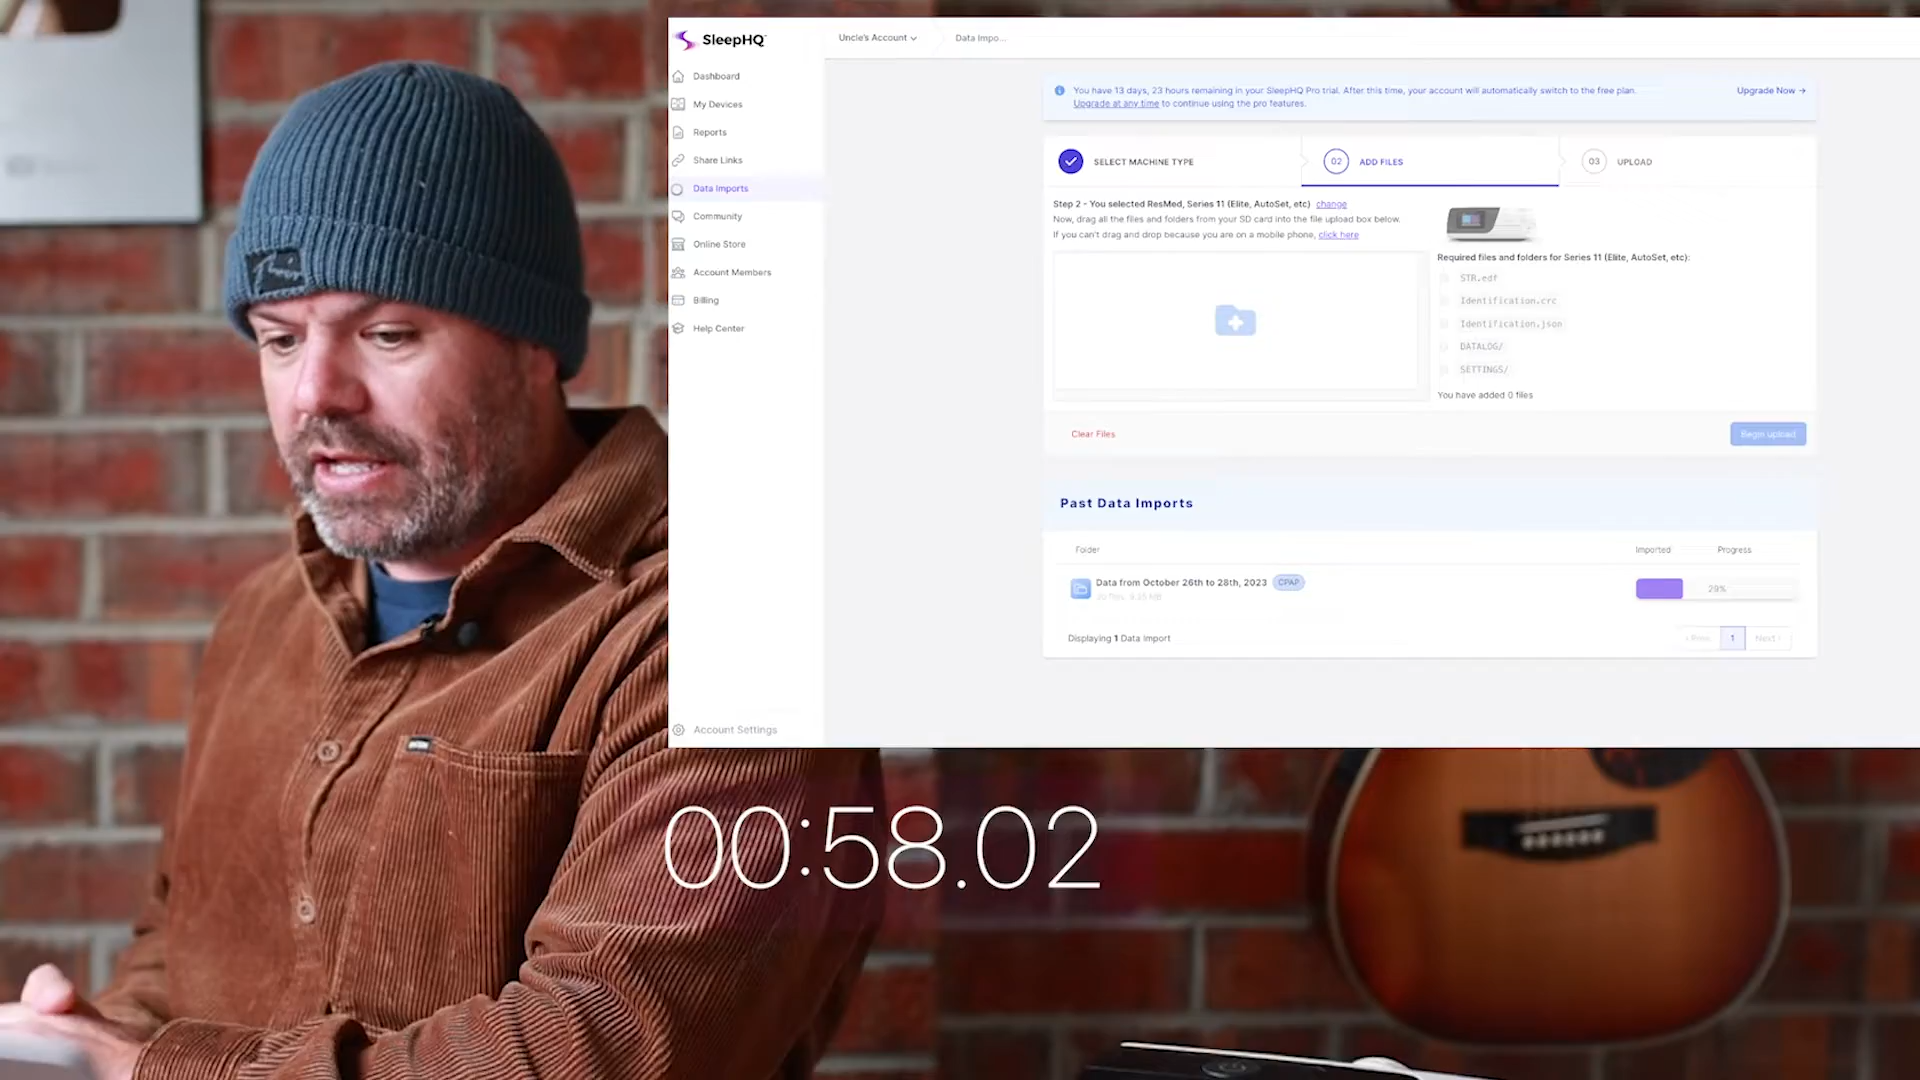 SleepHQ
Uncle's Account
Data Impo...
Dashboard
My Devices
Reports
Share Links
Data Imports
Community
Online Store
Account Members
Billing
Help Center
Account Settings
You have 13 days, 23 hours remaining in your SleepHQ Pro trial. After this time, your account will automatically switch to the free plan.
Upgrade at any time to continue using the pro features.
Upgrade Now →
SELECT MACHINE TYPE
02 ADD FILES
03 UPLOAD
Step 2 - You selected ResMed, Series 11 (Elite, AutoSet, etc) change
Now, drag all the files and folders from your SD card into the file upload box below.
If you can't drag and drop because you are on a mobile phone, click here
Required files and folders for Series 11 (Elite, AutoSet, etc):
STR.edf
Identification.crc
Identification.json
DATALOG/
SETTINGS/
You have added 0 files
Clear Files
Begin upload
Past Data Imports
Folder Imported Progress
Data from October 26th to 28th, 2023 CPAP
29%
Displaying 1 Data Import
‹ Prev 1 Next ›
00:58.02